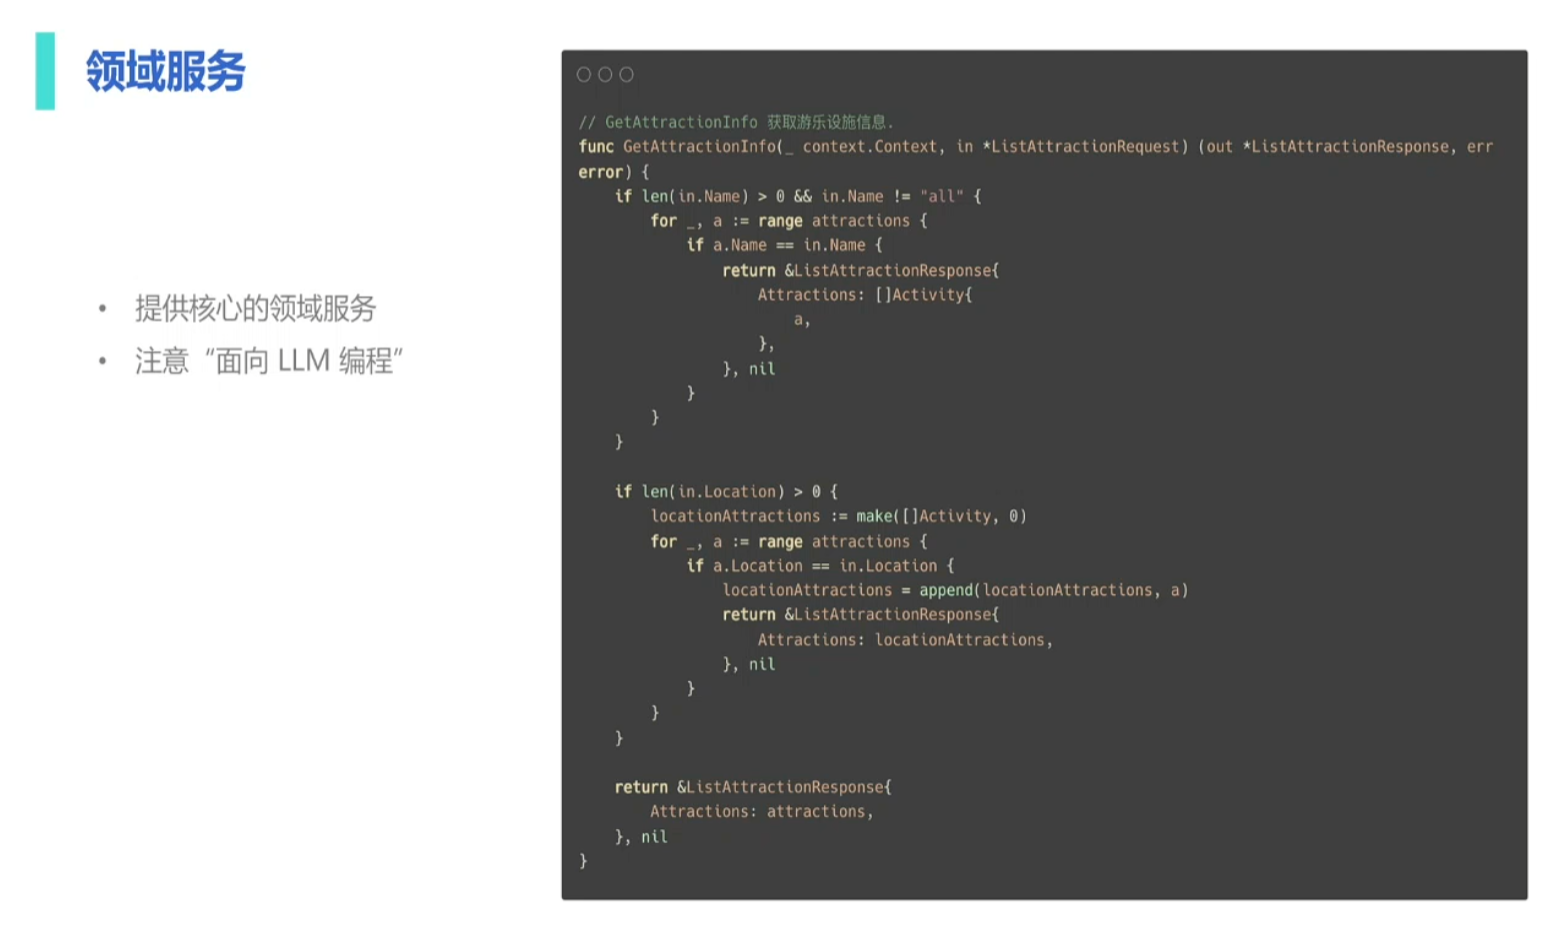 领域服务
• 提供核心的领域服务
• 注意“面向 LLM 编程”
// GetAttractionInfo 获取游乐设施信息.
func GetAttractionInfo(_ context.Context, in *ListAttractionRequest) (out *ListAttractionResponse, err
error) {
    if len(in.Name) > 0 && in.Name != "all" {
        for _, a := range attractions {
            if a.Name == in.Name {
                return &ListAttractionResponse{
                    Attractions: []Activity{
                        a,
                    },
                }, nil
            }
        }
    }

    if len(in.Location) > 0 {
        locationAttractions := make([]Activity, 0)
        for _, a := range attractions {
            if a.Location == in.Location {
                locationAttractions = append(locationAttractions, a)
                return &ListAttractionResponse{
                    Attractions: locationAttractions,
                }, nil
            }
        }
    }

    return &ListAttractionResponse{
        Attractions: attractions,
    }, nil
}